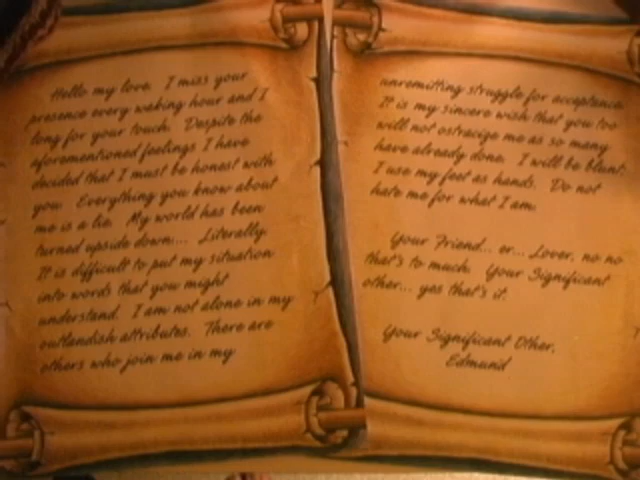 Hello my love. I miss your
presence every waking hour and I
long for your touch. Despite the
aforementioned feelings I have
decided that I must be honest with
you. Everything you know about
me is a lie. My world has been
turned upside down.... Literally.
It is difficult to put my situation
into words that you might
understand. I am not alone in my
outlandish attributes. There are
others who join me in my
unremitting struggle for acceptance.
It is my sincere wish that you too
will not ostracize me as so many
have already done. I will be blunt:
I use my feet as hands. Do not
hate me for what I am.
Your Friend... er... Lover, no no
that's to much. Your Significant
other... yes that's it.
Your Significant Other,
Edmund